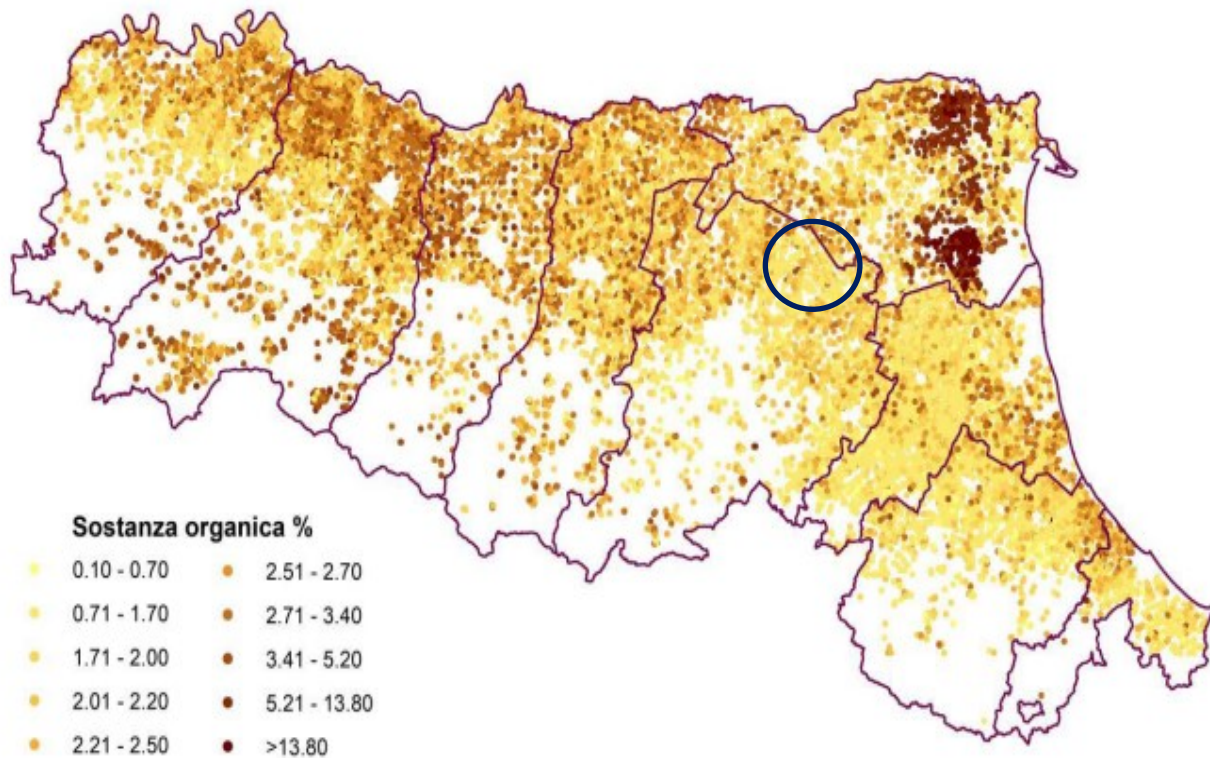 Sostanza organica %
0.10 - 0.70
0.71 - 1.70
1.71 - 2.00
2.01 - 2.20
2.21 - 2.50
2.51 - 2.70
2.71 - 3.40
3.41 - 5.20
5.21 - 13.80
>13.80